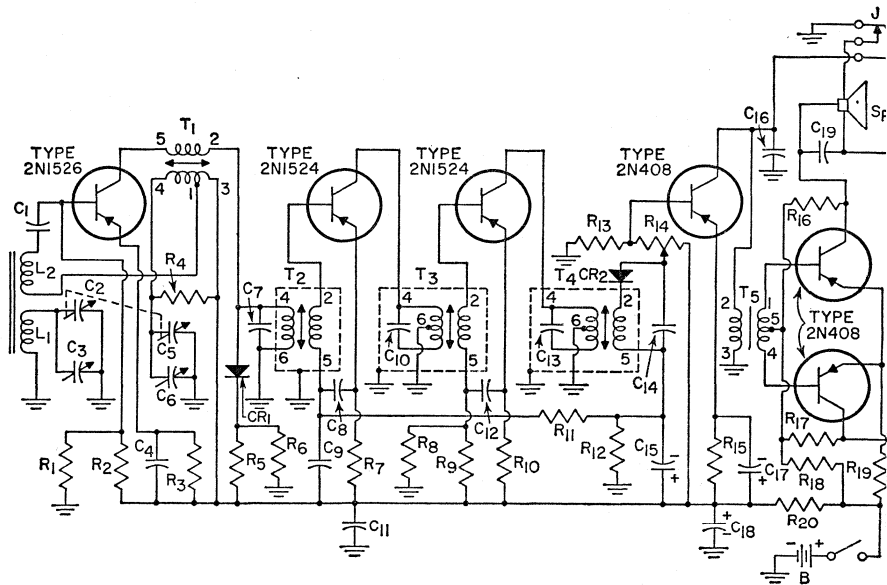 J
C16
SP
C19
T1
5 2
4 1 3
TYPE
2N1526
TYPE
2N1524
TYPE
2N1524
TYPE
2N408
R16
C1
R13
R14
L2
R4
C2
T2
T3
T4
CR2
T5
C7
4 2
4 2
4 2
2 1
TYPE
2N408
L1
C3
C5
C10
6
C13
6
5
6 5
5
5
3 4
C6
C14
CR1
C8
C12
R11
R17
R1
R2
C4
R3
R5
R6
C9
R7
R8
R9
R10
R12
C15
-
+
R15
-
+
C17
R18
R19
C11
+
-
C18
R20
- +
B